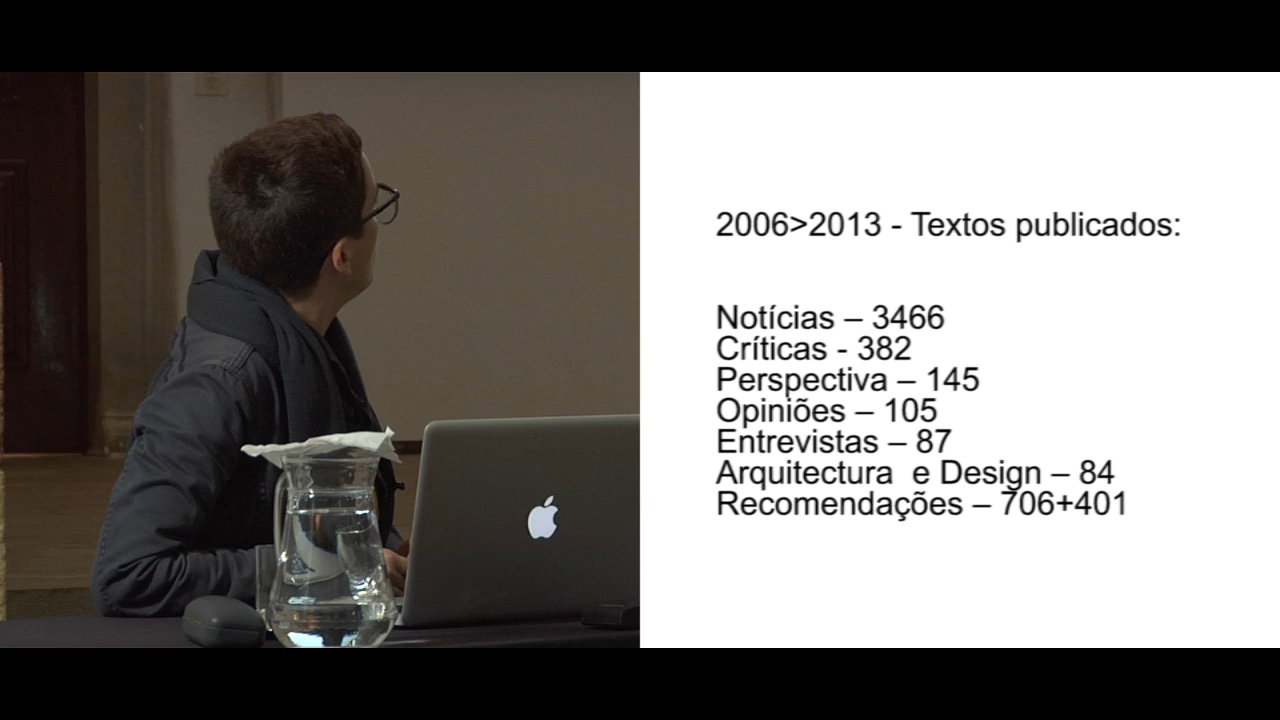 2006>2013 - Textos publicados:
Notícias – 3466
Críticas - 382
Perspectiva – 145
Opiniões – 105
Entrevistas – 87
Arquitectura  e Design – 84
Recomendações – 706+401